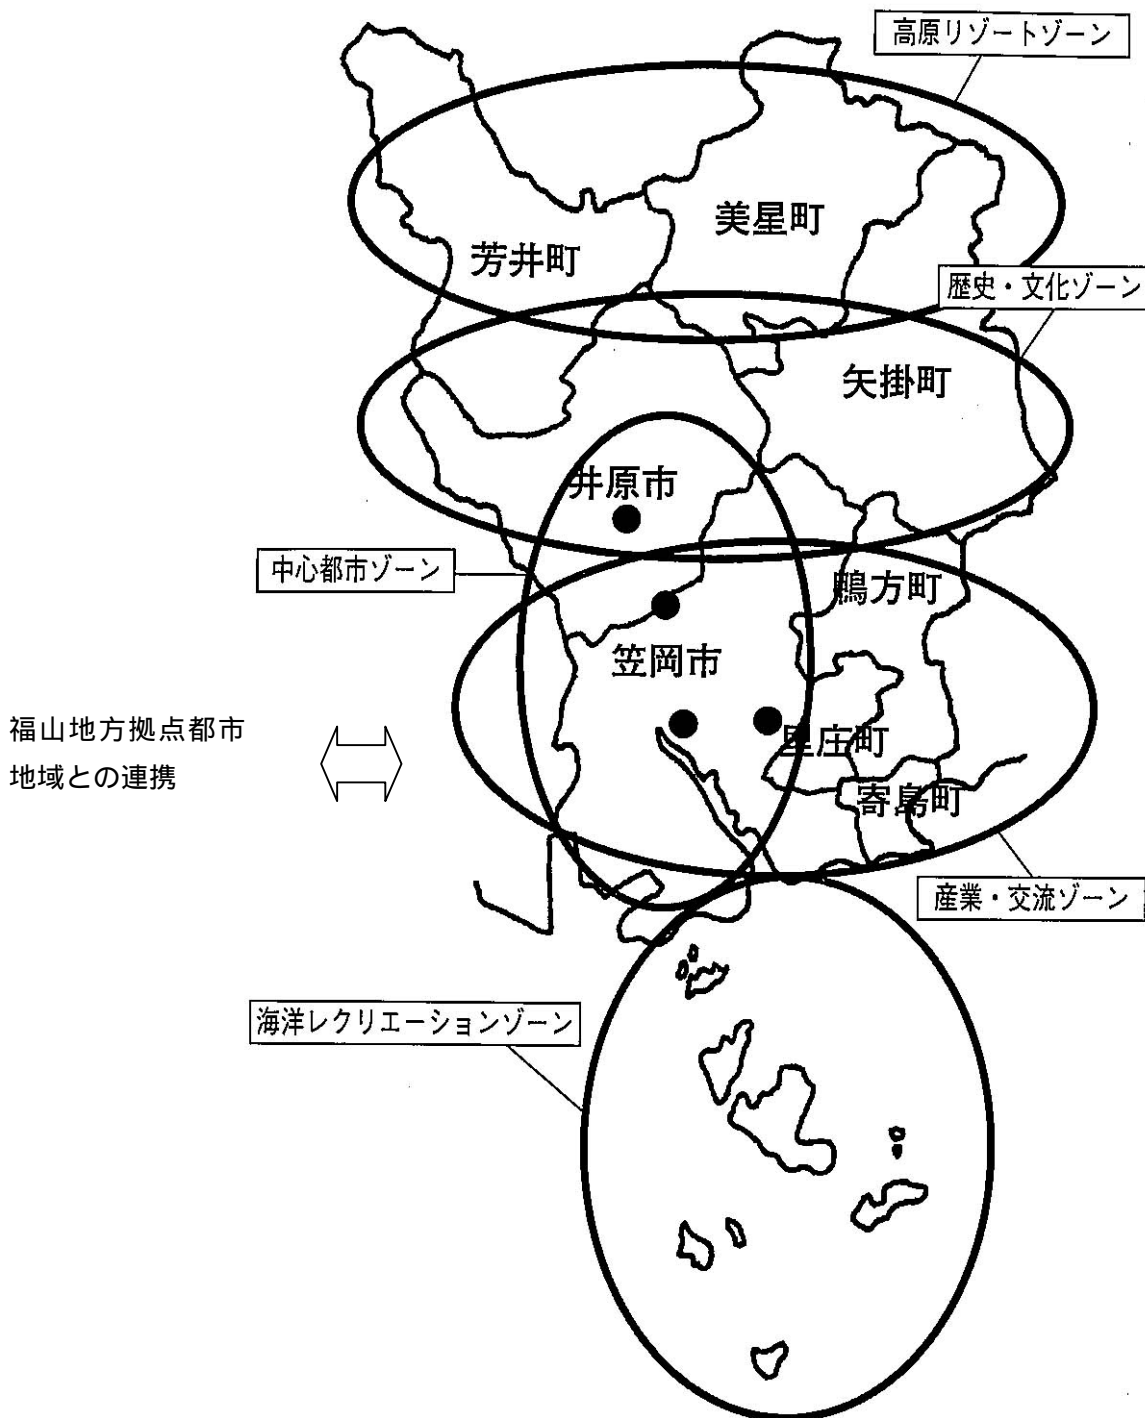 高原リゾートゾーン
美星町
芳井町
歴史・文化ゾーン
矢掛町
井原市
中心都市ゾーン
鴨方町
笠岡市
福山地方拠点都市
地域との連携
里庄町
寄島町
産業・交流ゾーン
海洋レクリエーションゾーン